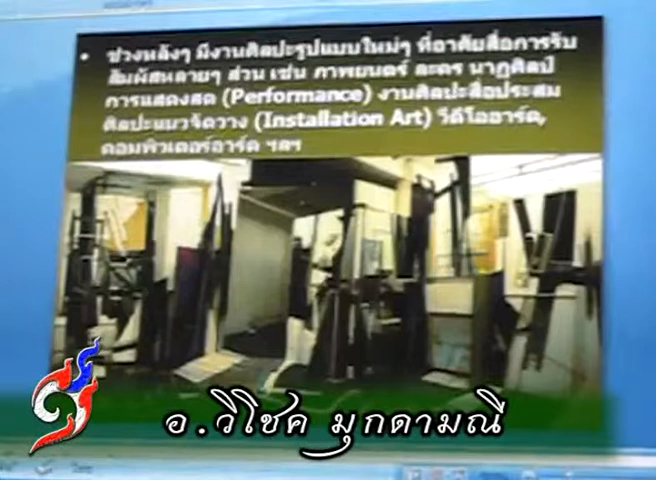 • ช่วงหลังๆ มีงานศิลปะรูปแบบใหม่ๆ ที่อาศัยสื่อการรับ
สัมผัสหลายๆ ส่วน เช่น ภาพยนตร์ ละคร นาฏศิลป์
การแสดงสด (Performance) งานศิลปะสื่อประสม
ศิลปะแนวจัดวาง (Installation Art) วีดีโออาร์ต,
คอมพิวเตอร์อาร์ต ฯลฯ
อ.วิโชค มุกดามณี